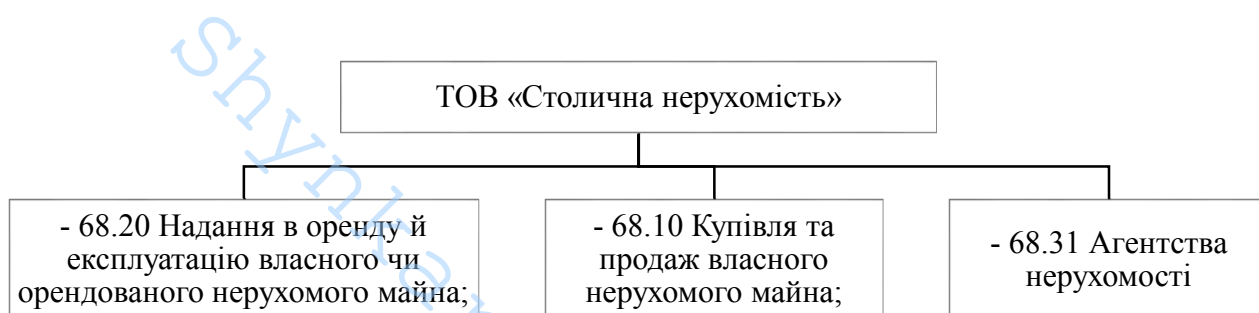 ТОВ «Столична нерухомість»
- 68.20 Надання в оренду й
експлуатацію власного чи
орендованого нерухомого майна;
- 68.10 Купівля та
продаж власного
нерухомого майна;
- 68.31 Агентства
нерухомості